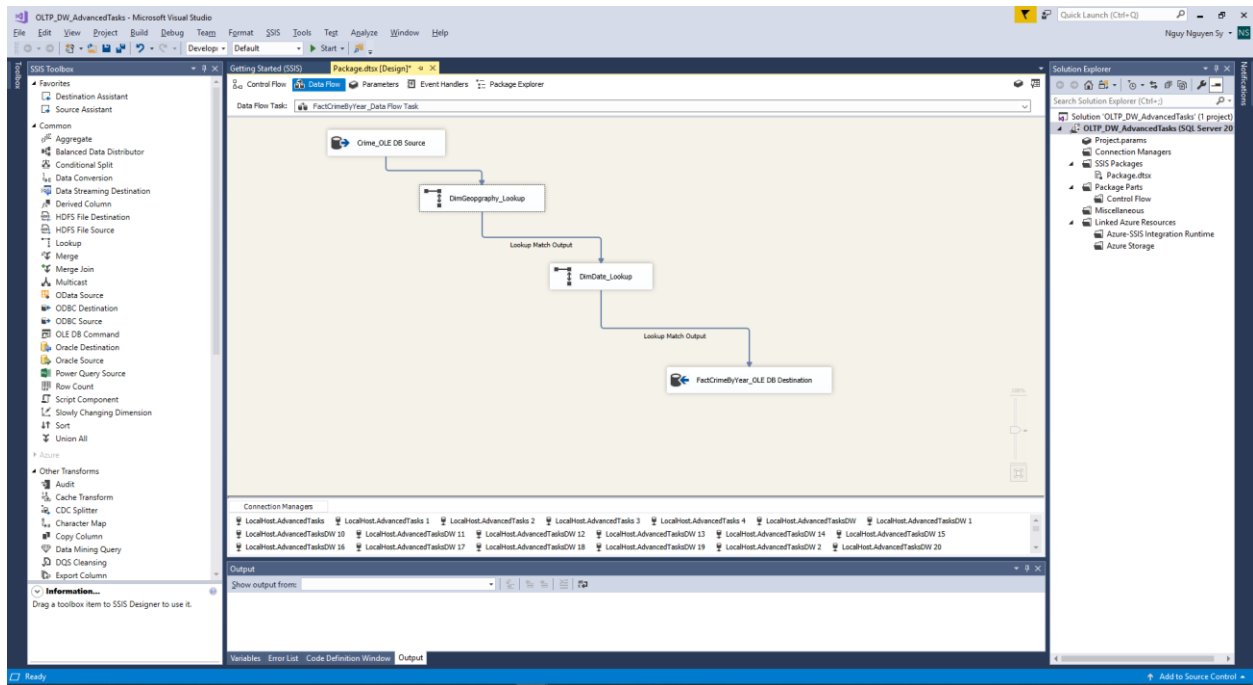 OLTP_DW_AdvancedTasks - Microsoft Visual Studio
Quick Launch (Ctrl+Q)
File Edit View Project Build Debug Team Format SSIS Tools Test Analyze Window Help
Nguy Nguyen Sy NS
Develop Default Start
Toolbox
SSIS Toolbox
Favorites
Destination Assistant
Source Assistant
Common
Aggregate
Balanced Data Distributor
Conditional Split
Data Conversion
Data Streaming Destination
Derived Column
HDFS File Destination
HDFS File Source
Lookup
Merge
Merge Join
Multicast
OData Source
ODBC Destination
ODBC Source
OLE DB Command
Oracle Destination
Oracle Source
Power Query Source
Row Count
Script Component
Slowly Changing Dimension
Sort
Union All
Azure
Other Transforms
Audit
Cache Transform
CDC Splitter
Character Map
Copy Column
Data Mining Query
DQS Cleansing
Export Column
Information...
Drag a toolbox item to SSIS Designer to use it.
Getting Started (SSIS) Package.dtsx [Design]*
Control Flow Data Flow Parameters Event Handlers Package Explorer
Data Flow Task: FactCrimeByYear_Data Flow Task
Crime_OLE DB Source
DimGeopgraphy_Lookup
Lookup Match Output
DimDate_Lookup
Lookup Match Output
FactCrimeByYear_OLE DB Destination
100%
Connection Managers
LocalHost.AdvancedTasks LocalHost.AdvancedTasks 1 LocalHost.AdvancedTasks 2 LocalHost.AdvancedTasks 3 LocalHost.AdvancedTasks 4 LocalHost.AdvancedTasksDW LocalHost.AdvancedTasksDW 1
LocalHost.AdvancedTasksDW 10 LocalHost.AdvancedTasksDW 11 LocalHost.AdvancedTasksDW 12 LocalHost.AdvancedTasksDW 13 LocalHost.AdvancedTasksDW 14 LocalHost.AdvancedTasksDW 15
LocalHost.AdvancedTasksDW 16 LocalHost.AdvancedTasksDW 17 LocalHost.AdvancedTasksDW 18 LocalHost.AdvancedTasksDW 19 LocalHost.AdvancedTasksDW 2 LocalHost.AdvancedTasksDW 20
Output
Show output from:
Variables Error List Code Definition Window Output
Solution Explorer
Search Solution Explorer (Ctrl+;)
Solution 'OLTP_DW_AdvancedTasks' (1 project)
OLTP_DW_AdvancedTasks (SQL Server 20
Project.params
Connection Managers
SSIS Packages
Package.dtsx
Package Parts
Control Flow
Miscellaneous
Linked Azure Resources
Azure-SSIS Integration Runtime
Azure Storage
Notifications
Ready
Add to Source Control